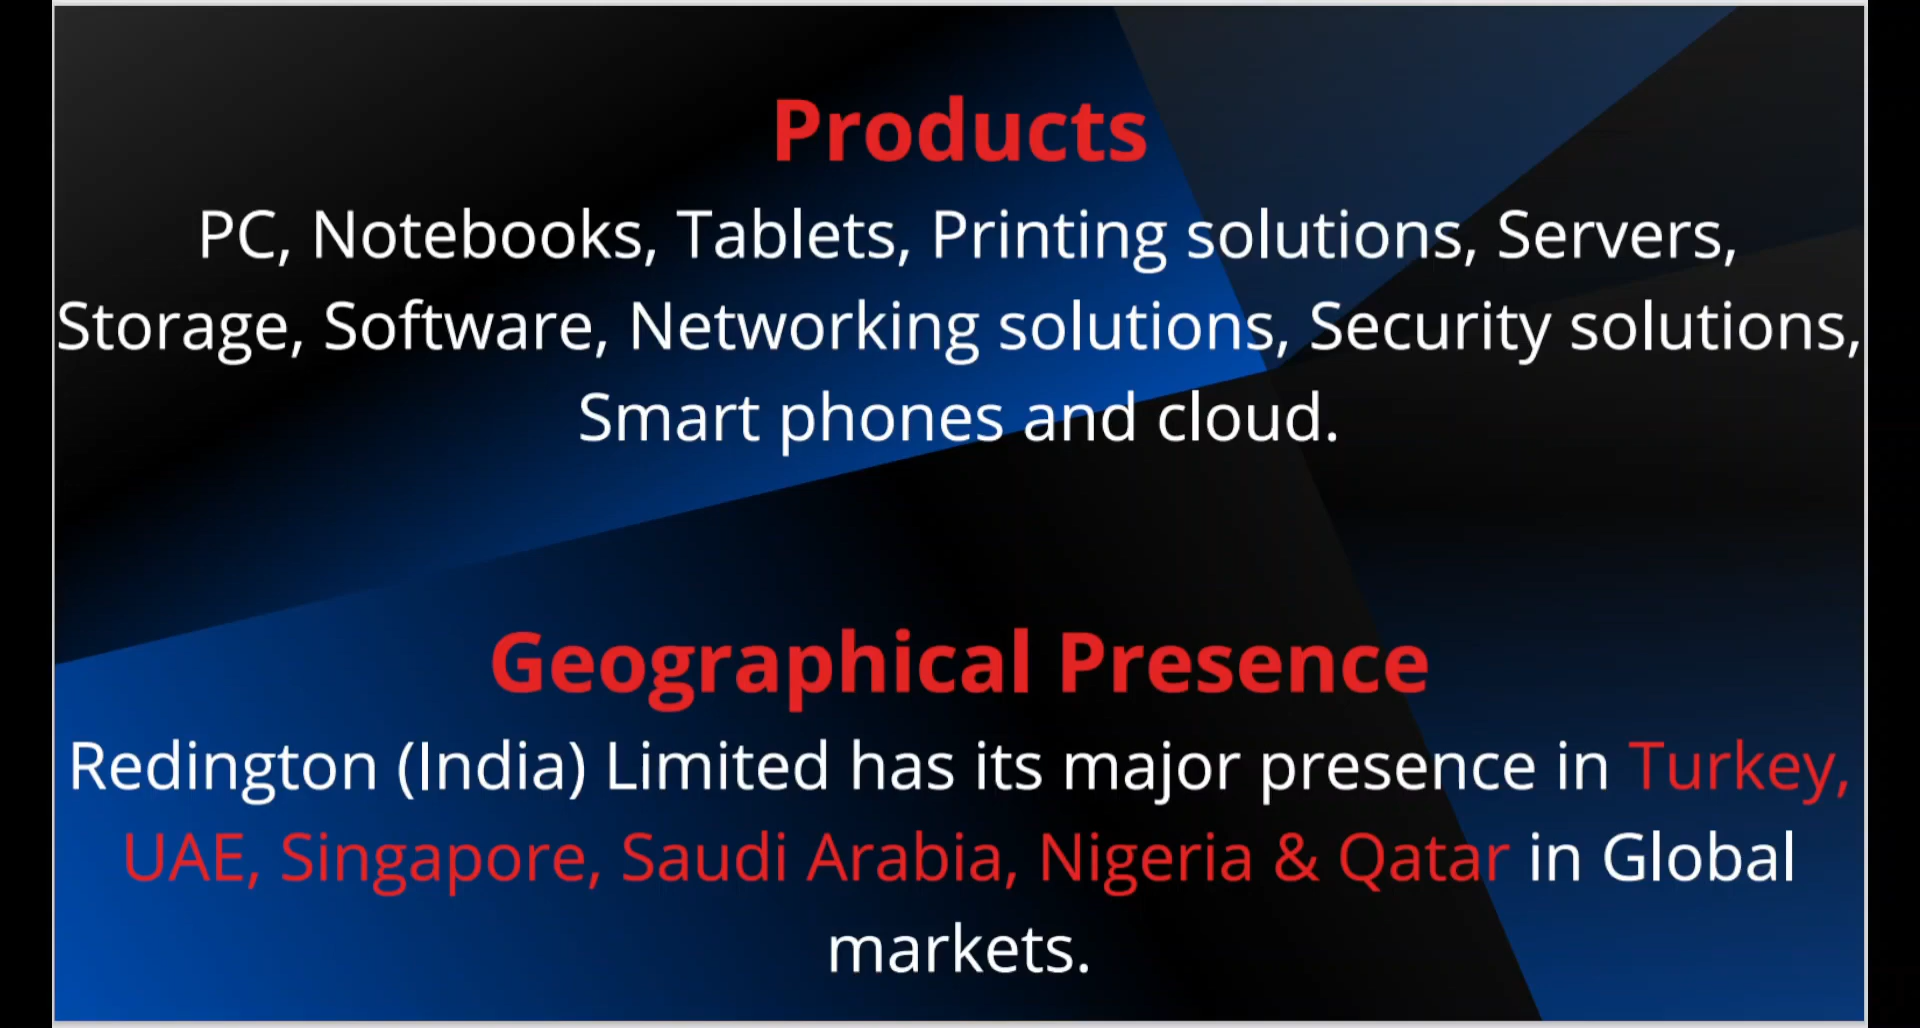 Products
PC, Notebooks, Tablets, Printing solutions, Servers,
Storage, Software, Networking solutions, Security solutions,
Smart phones and cloud.
Geographical Presence
Redington (India) Limited has its major presence in Turkey,
UAE, Singapore, Saudi Arabia, Nigeria & Qatar in Global
markets.